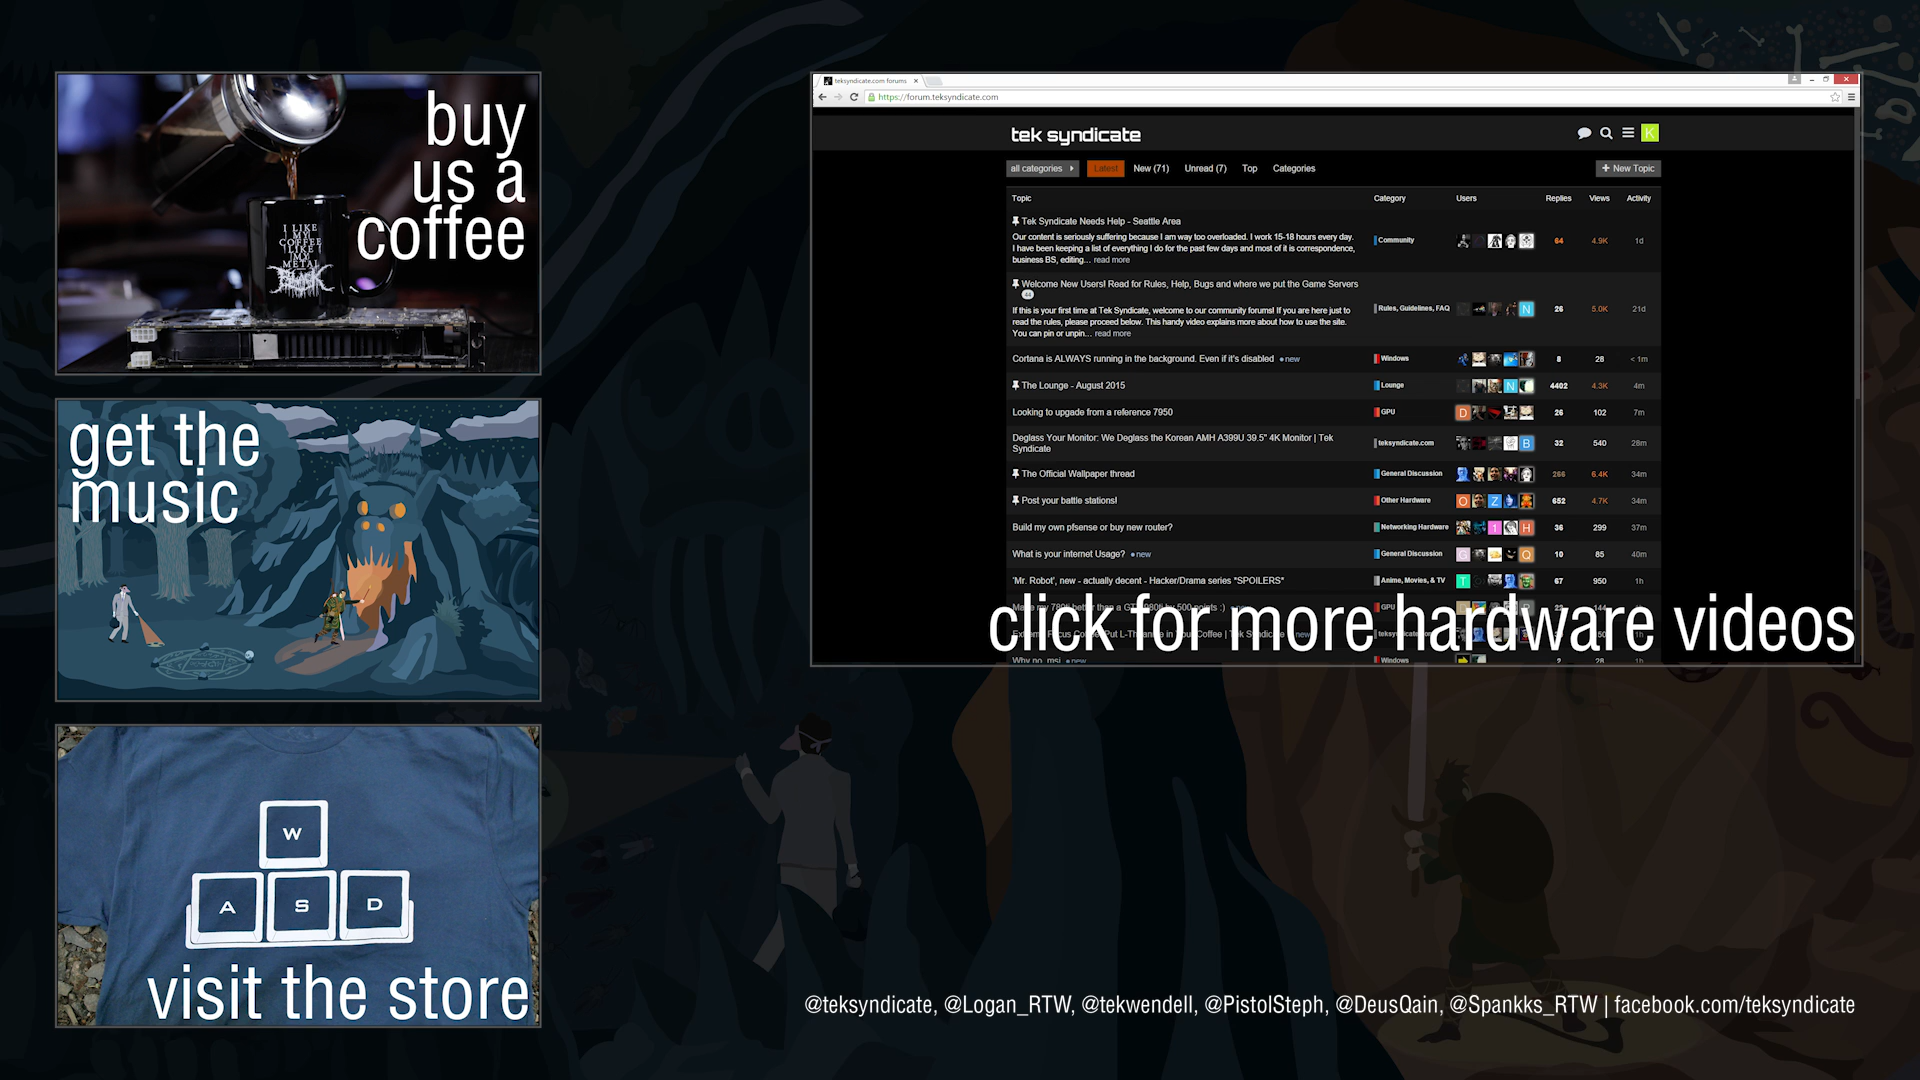 buy
us a
coffee
I LIKE
MY
COFFEE
LIKE
MY
METAL
get the
music
W
A S D
visit the store
teksyndicate.com forums
https://forum.teksyndicate.com
tek syndicate
K
all categories Latest New (71) Unread (7) Top Categories + New Topic
Topic Category Users Replies Views Activity
Tek Syndicate Needs Help - Seattle Area
Our content is seriously suffering because I am way too overloaded. I work 15-18 hours every day.
I have been keeping a list of everything I do for the past few days and most of it is correspondence,
business BS, editing... read more
Community 64 4.9K 1d
Welcome New Users! Read for Rules, Help, Bugs and where we put the Game Servers
44
If this is your first time at Tek Syndicate, welcome to our community forums! If you are here just to
read the rules, please proceed below. This handy video explains more about how to use the site.
You can pin or unpin... read more
Rules, Guidelines, FAQ N 26 5.0K 21d
Cortana is ALWAYS running in the background. Even if it's disabled new Windows 8 28 < 1m
The Lounge - August 2015 Lounge N 4402 4.3K 4m
Looking to upgade from a reference 7950 GPU D 26 102 7m
Deglass Your Monitor: We Deglass the Korean AMH A399U 39.5" 4K Monitor | Tek
Syndicate
teksyndicate.com B 32 540 28m
The Official Wallpaper thread General Discussion 266 6.4K 34m
Post your battle stations! Other Hardware O Z 652 4.7K 34m
Build my own pfsense or buy new router? Networking Hardware 1 H 36 299 37m
What is your internet Usage? new General Discussion G Q 10 85 40m
'Mr. Robot', new - actually decent - Hacker/Drama series *SPOILERS* Anime, Movies, & TV T 67 950 1h
click for more hardware videos
Why no .msi new Windows 2 28 1h
@teksyndicate, @Logan_RTW, @tekwendell, @PistolSteph, @DeusQain, @Spankks_RTW | facebook.com/teksyndicate